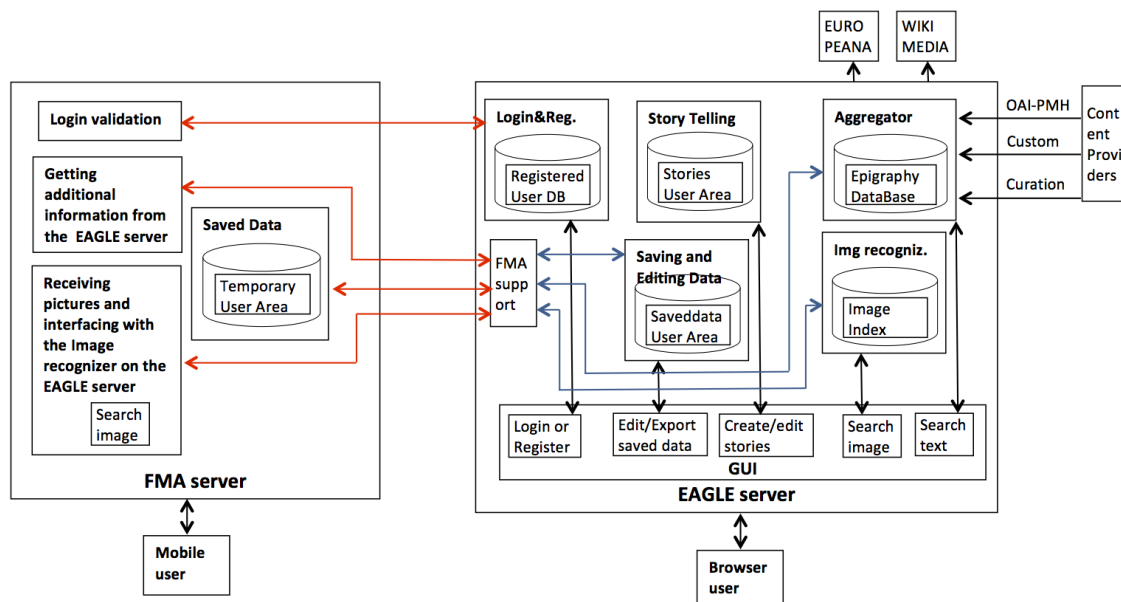 EURO
PEANA
WIKI
MEDIA
Login validation
Getting
additional
information from
the EAGLE server
Saved Data
Temporary
User Area
Receiving
pictures and
interfacing with
the Image
recognizer on the
EAGLE server
Search
image
FMA server
Mobile
user
Login&Reg.
Registered
User DB
Story Telling
Stories
User Area
Aggregator
Epigraphy
DataBase
OAI-PMH
Custom
Curation
Cont
ent
Provi
ders
FMA
supp
ort
Saving and
Editing Data
Saveddata
User Area
Img recogniz.
Image
Index
Login or
Register
Edit/Export
saved data
Create/edit
stories
Search
image
Search
text
GUI
EAGLE server
Browser
user